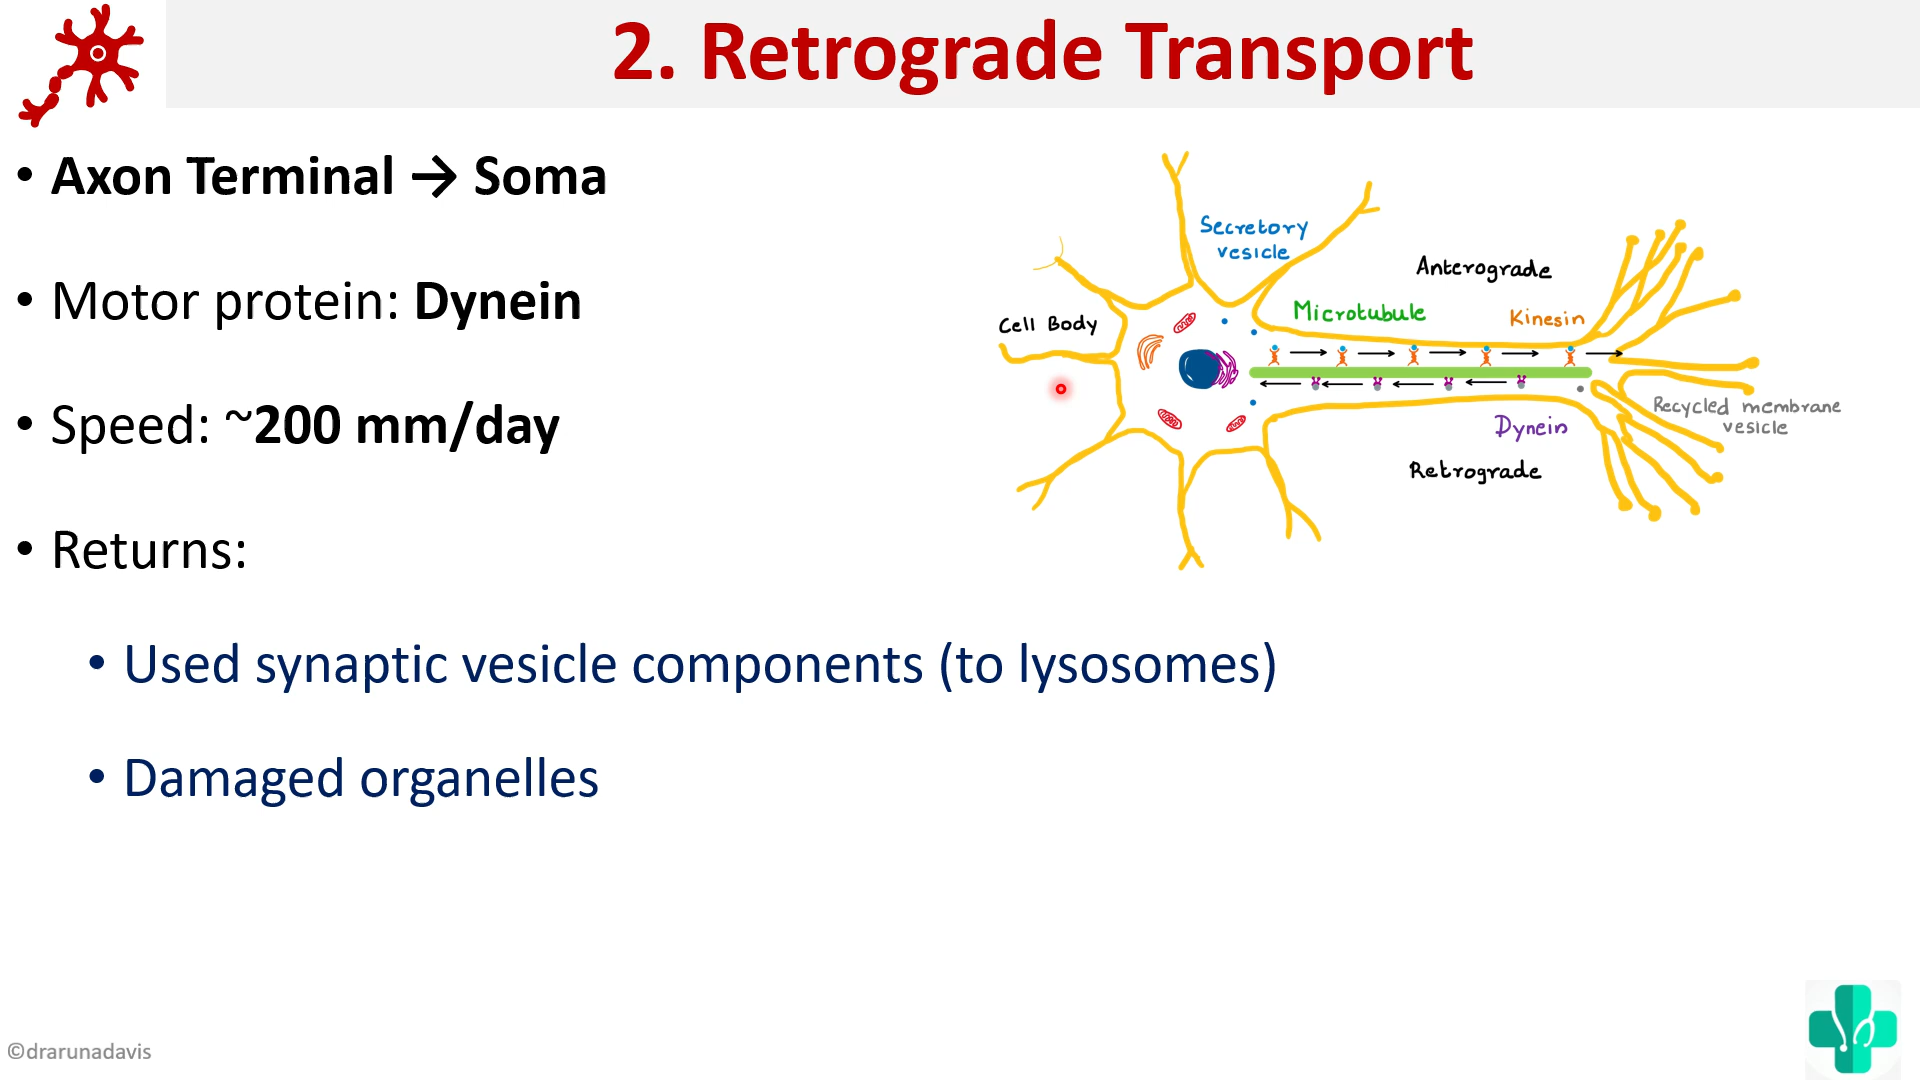 2. Retrograde Transport
• Axon Terminal → Soma
• Motor protein: Dynein
• Speed: ~200 mm/day
• Returns:
• Used synaptic vesicle components (to lysosomes)
• Damaged organelles
Secretory
vesicle
Anterograde
Cell Body
Microtubule
Kinesin
Recycled membrane
vesicle
Dynein
Retrograde
©drarunadavis